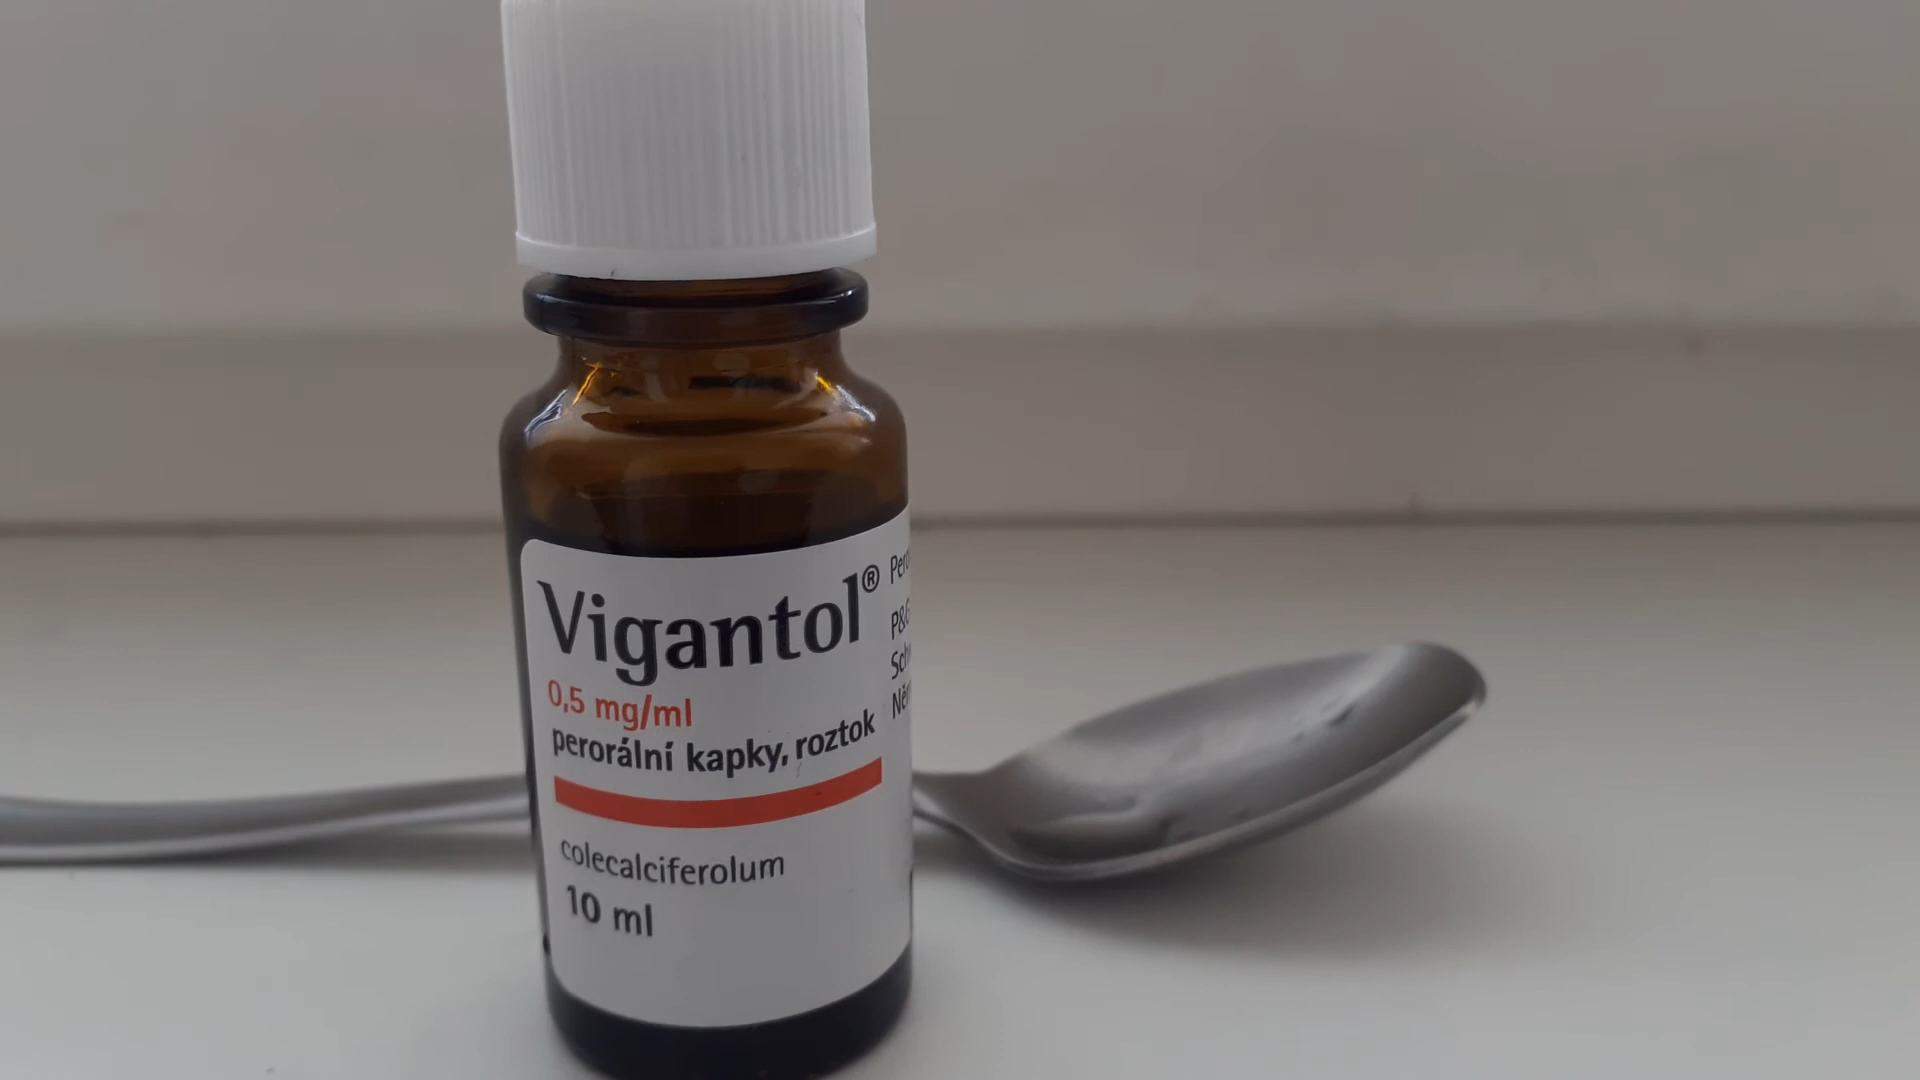 Vigantol®
0,5 mg/ml
perorální kapky, roztok
colecalciferolum
10 ml